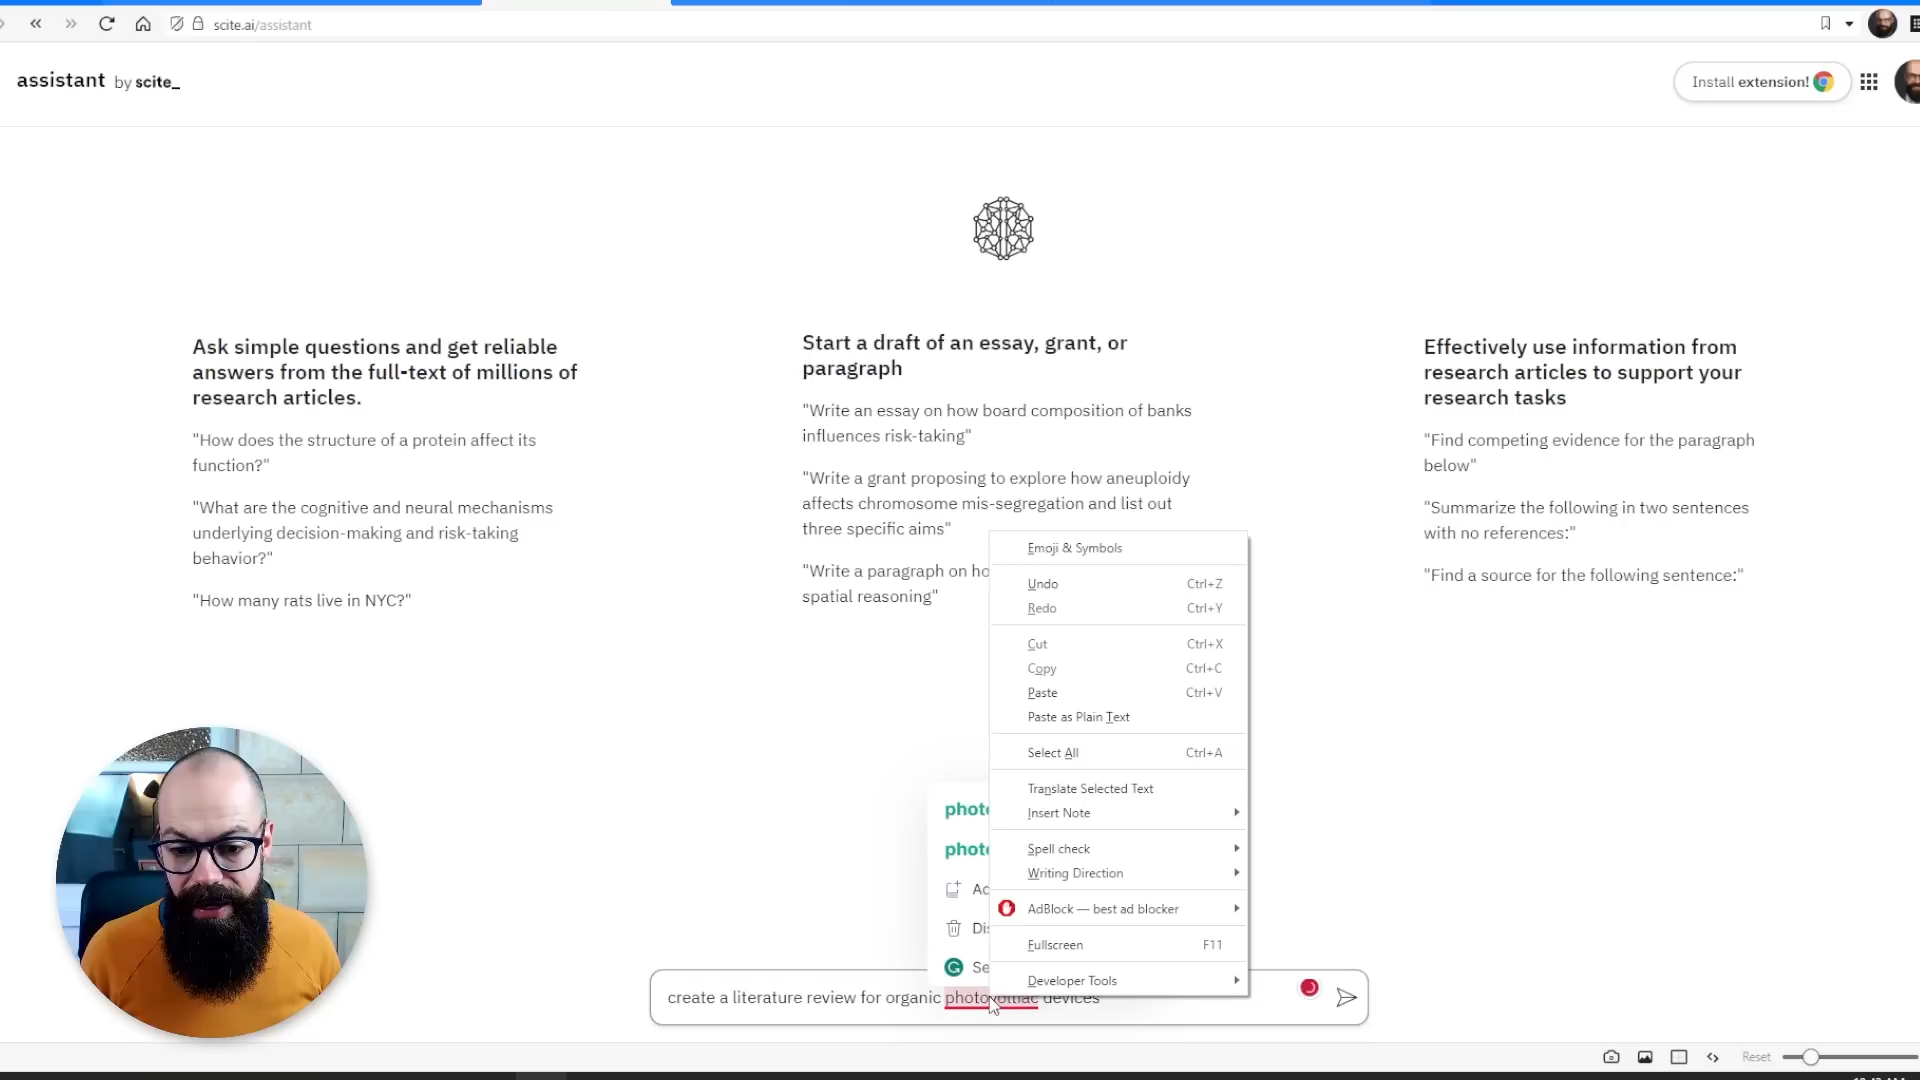 scite.ai/assistant
assistant by scite_
Install extension!
Ask simple questions and get reliable
answers from the full-text of millions of
research articles.
"How does the structure of a protein affect its
function?"
"What are the cognitive and neural mechanisms
underlying decision-making and risk-taking
behavior?"
"How many rats live in NYC?"
Start a draft of an essay, grant, or
paragraph
"Write an essay on how board composition of banks
influences risk-taking"
"Write a grant proposing to explore how aneuploidy
affects chromosome mis-segregation and list out
three specific aims"
"Write a paragraph on ho
spatial reasoning"
Effectively use information from
research articles to support your
research tasks
"Find competing evidence for the paragraph
below"
"Summarize the following in two sentences
with no references:"
"Find a source for the following sentence:"
Emoji & Symbols
Undo Ctrl+Z
Redo Ctrl+Y
Cut Ctrl+X
Copy Ctrl+C
Paste Ctrl+V
Paste as Plain Text
Select All Ctrl+A
Translate Selected Text
Insert Note
Spell check
Writing Direction
AdBlock — best ad blocker
Fullscreen F11
Developer Tools
phot
phot
Ad
Dis
Se
create a literature review for organic devices
Reset